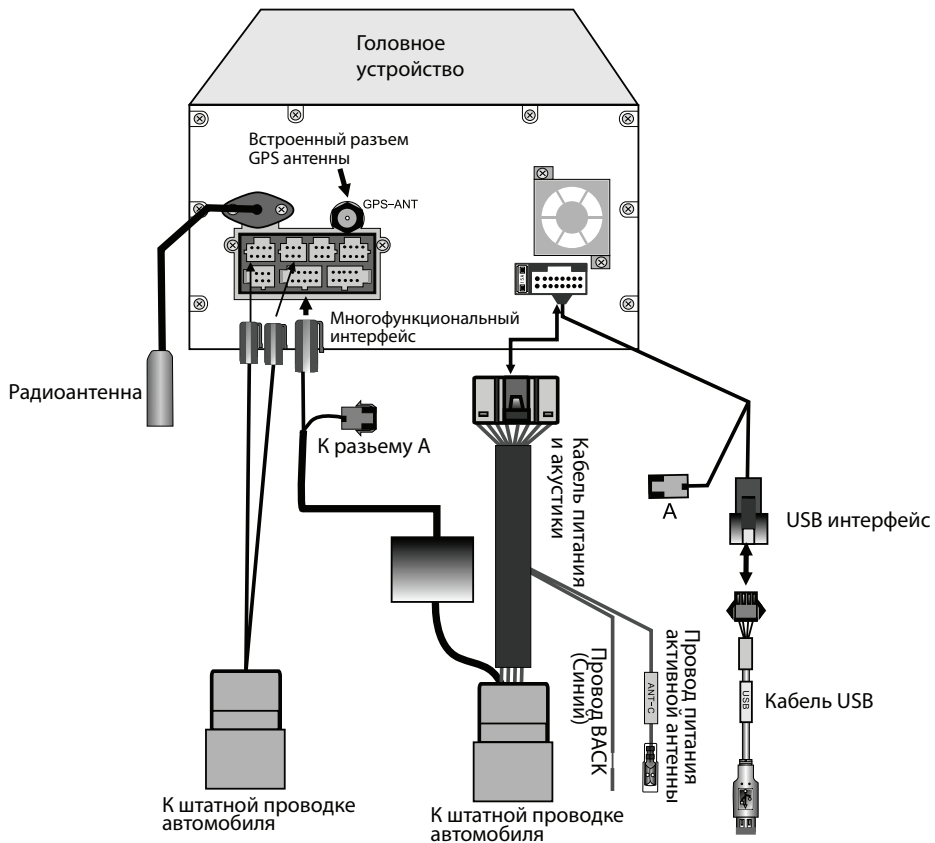 Головное
устройство
Встроенный разъем
GPS антенны
GPS–ANT
Многофункциональный
интерфейс
Радиоантенна
К разьему А
Кабель питания
и акустики
A
USB интерфейс
Провод BACK
(Синий)
ANT–C
Провод питания
активной антенны
USB
Кабель USB
К штатной проводке
автомобиля
К штатной проводке
автомобиля